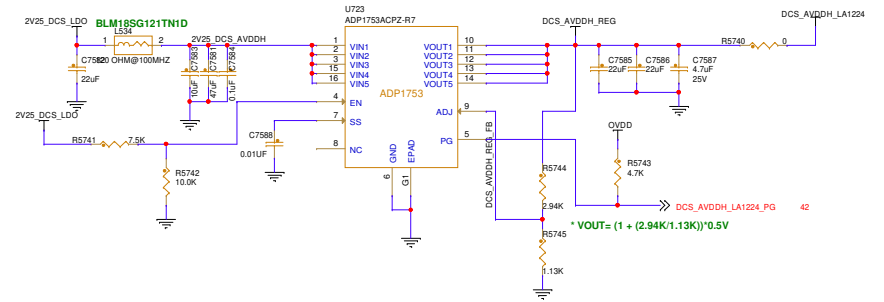 U723
ADP1753ACPZ-R7
2V25_DCS_LDO
BLM18SG121TN1D
L534
1
2
OHM@100MHZ
2V25_DCS_AVDDH
22uF
C7583
10uF
C7581
47uF
C7584
0.1uF
1
2
3
15
16
VIN1
VIN2
VIN3
VIN4
VIN5
4
EN
7
SS
8
NC
ADP1753
GND
EPAD
6
G1
VOUT1
VOUT2
VOUT3
VOUT4
VOUT5
10
11
12
13
14
ADJ
9
PG
5
DCS_AVDDH_REG
DCS_AVDDH_LA1224
R5740
0
C7585
22uF
C7586
22uF
C7587
4.7uF
25V
2V25_DCS_LDO
R5741
7.5K
R5742
10.0K
C7588
0.01UF
DCS_AVDDH_REG_FB
OVDD
R5743
4.7K
R5744
2.94K
DCS_AVDDH_LA1224_PG
42
* VOUT= (1 + (2.94K/1.13K))*0.5V
R5745
1.13K